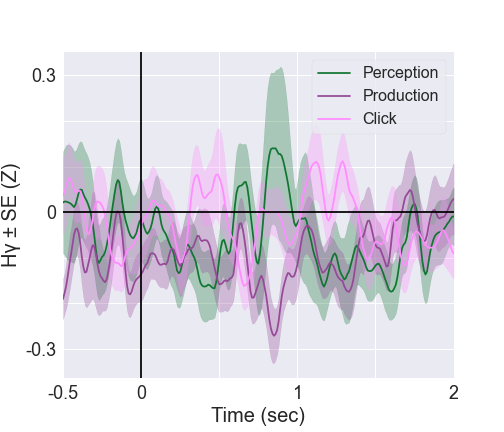 Perception
Production
Click
0.3
0
-0.3
Hγ ± SE (Z)
-0.5
0
1
2
Time (sec)